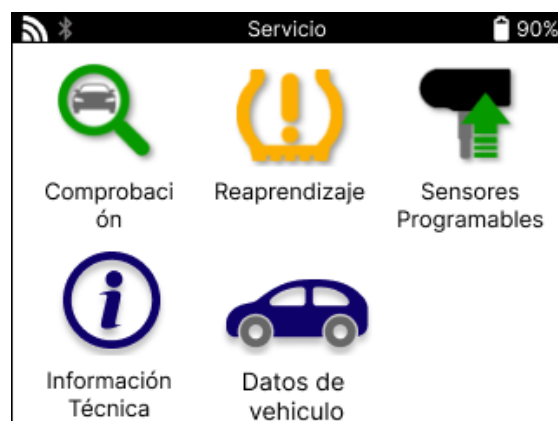 Servicio
90%
Comprobaci
ón
Reaprendizaje
Sensores
Programables
Información
Técnica
Datos de
vehiculo